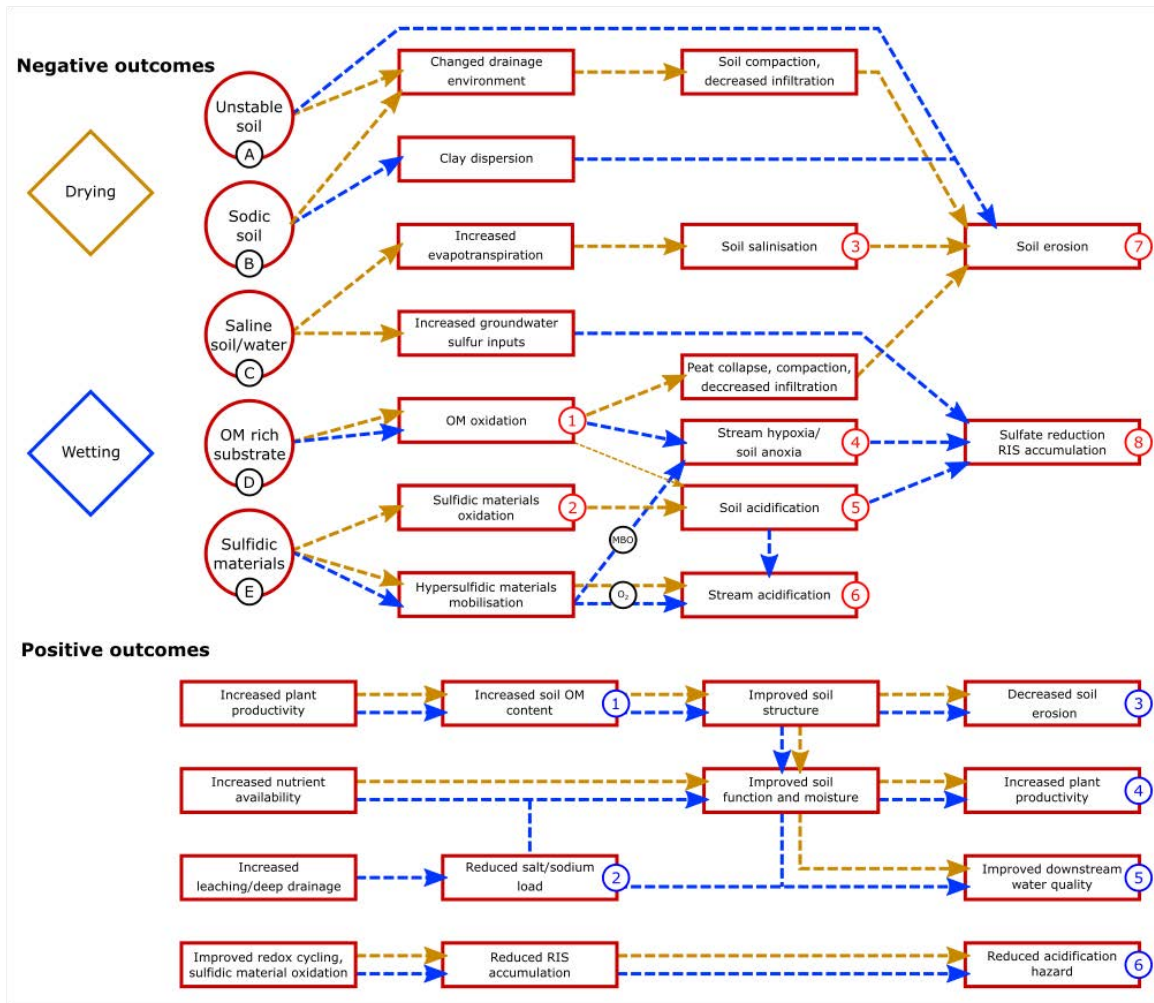 Negative outcomes
Drying
Wetting
Unstable
soil
A
Sodic
soil
B
Saline
soil/water
C
OM rich
substrate
D
Sulfidic
materials
E
Changed drainage
environment
Soil compaction,
decreased infiltration
Clay dispersion
Increased
evapotranspiration
Soil salinisation
3
Soil erosion
7
Increased groundwater
sulfur inputs
Peat collapse, compaction,
deccreased infiltration
OM oxidation
1
Stream hypoxia/
soil anoxia
4
Sulfate reduction
RIS accumulation
8
Sulfidic materials
oxidation
2
Soil acidification
5
MBO
Hypersulfidic materials
mobilisation
O₂
Stream acidification
6
Positive outcomes
Increased plant
productivity
Increased soil OM
content
1
Improved soil
structure
Decreased soil
erosion
3
Increased nutrient
availability
Improved soil
function and moisture
Increased plant
productivity
4
Increased
leaching/deep drainage
Reduced salt/sodium
load
2
Improved downstream
water quality
5
Improved redox cycling,
sulfidic material oxidation
Reduced RIS
accumulation
Reduced acidification
hazard
6